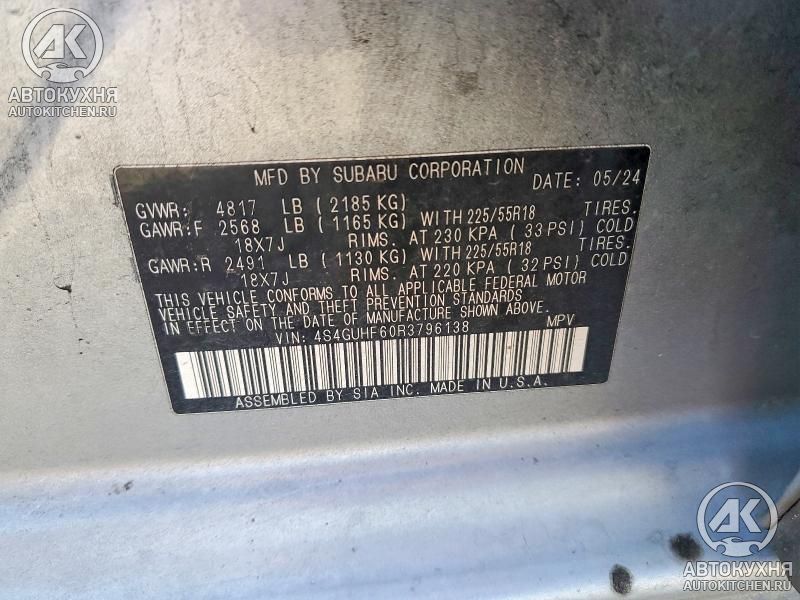 АК
АВТОКУХНЯ
AUTOKITCHEN.RU
MFD BY SUBARU CORPORATION DATE: 05/24
GVWR: 4817 LB ( 2185 KG)
GAWR:F 2568 LB ( 1165 KG) WITH 225/55R18 TIRES.
18X7J RIMS. AT 230 KPA ( 33 PSI) COLD
GAWR:R 2491 LB ( 1130 KG) WITH 225/55R18 TIRES.
18X7J RIMS. AT 220 KPA ( 32 PSI) COLD
THIS VEHICLE CONFORMS TO ALL APPLICABLE FEDERAL MOTOR
VEHICLE SAFETY AND THEFT PREVENTION STANDARDS
IN EFFECT ON THE DATE OF MANUFACTURE SHOWN ABOVE.
VIN: 4S4GUHF60R3796138 MPV
ASSEMBLED BY SIA INC. MADE IN U.S.A.
АК
АВТОКУХНЯ
AUTOKITCHEN.RU